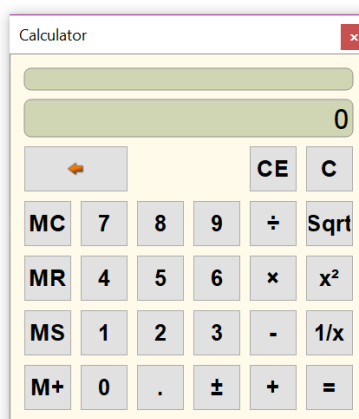 Calculator
0
CE C
MC 7 8 9 ÷ Sqrt
MR 4 5 6 × x²
MS 1 2 3 - 1/x
M+ 0 . ± + =